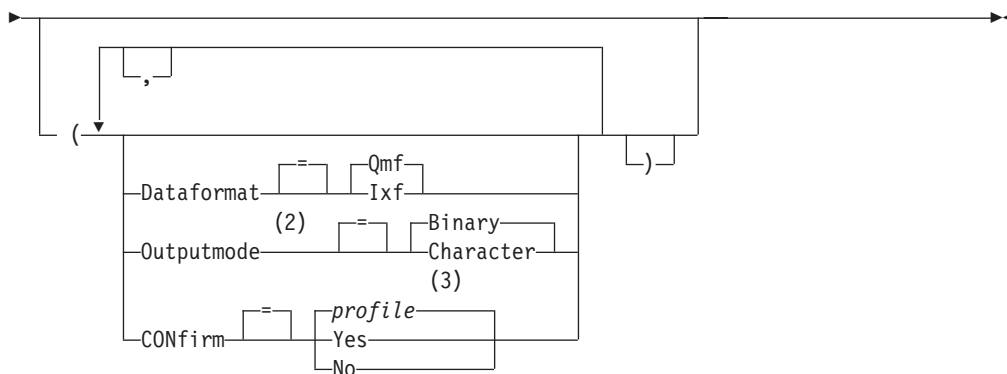 ,
(
)
Dataformat = Qmf
Ixf
(2)
Outputmode = Binary
Character
(3)
CONfirm = profile
Yes
No